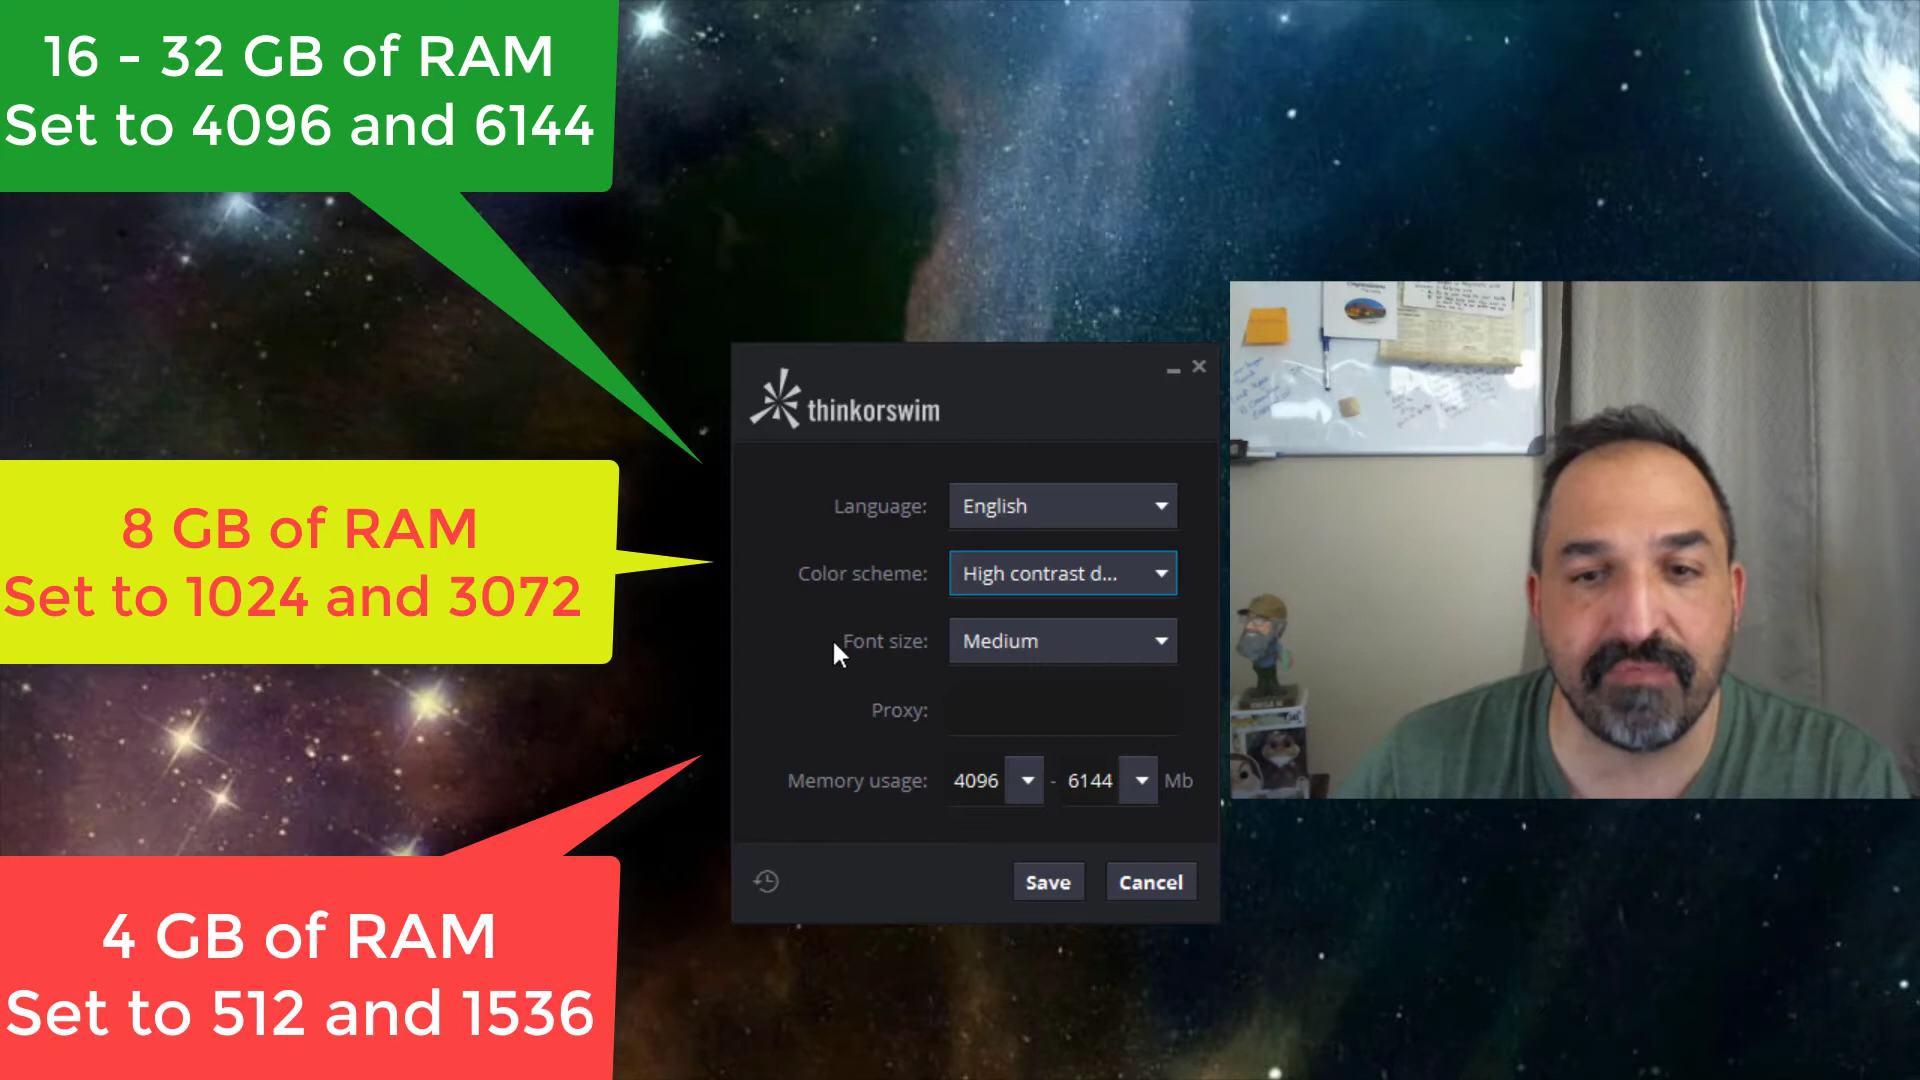 16 - 32 GB of RAM
Set to 4096 and 6144
8 GB of RAM
Set to 1024 and 3072
4 GB of RAM
Set to 512 and 1536
thinkorswim
Language: English
Color scheme: High contrast d...
Font size: Medium
Proxy:
Memory usage: 4096 - 6144 Mb
Save Cancel